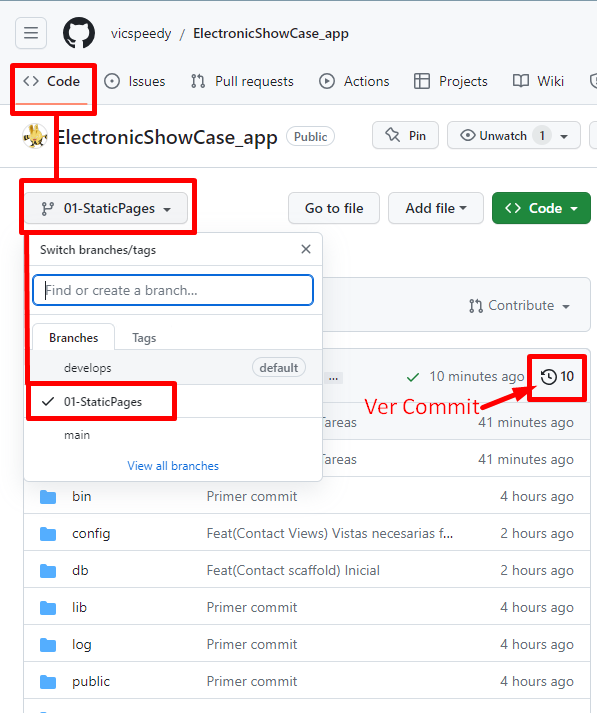 vicspeedy / ElectronicShowCase_app
Code Issues Pull requests Actions Projects Wiki
ElectronicShowCase_app Public Pin Unwatch 1
01-StaticPages Go to file Add file Code
Switch branches/tags
Find or create a branch...
Contribute
Branches Tags
develops default
... 10 minutes ago 10
01-StaticPages
Ver Commit
Tareas 41 minutes ago
main
Tareas 41 minutes ago
View all branches
bin Primer commit 4 hours ago
config Feat(Contact Views) Vistas necesarias f... 2 hours ago
db Feat(Contact scaffold) Inicial 2 hours ago
lib Primer commit 4 hours ago
log Primer commit 4 hours ago
public Primer commit 4 hours ago